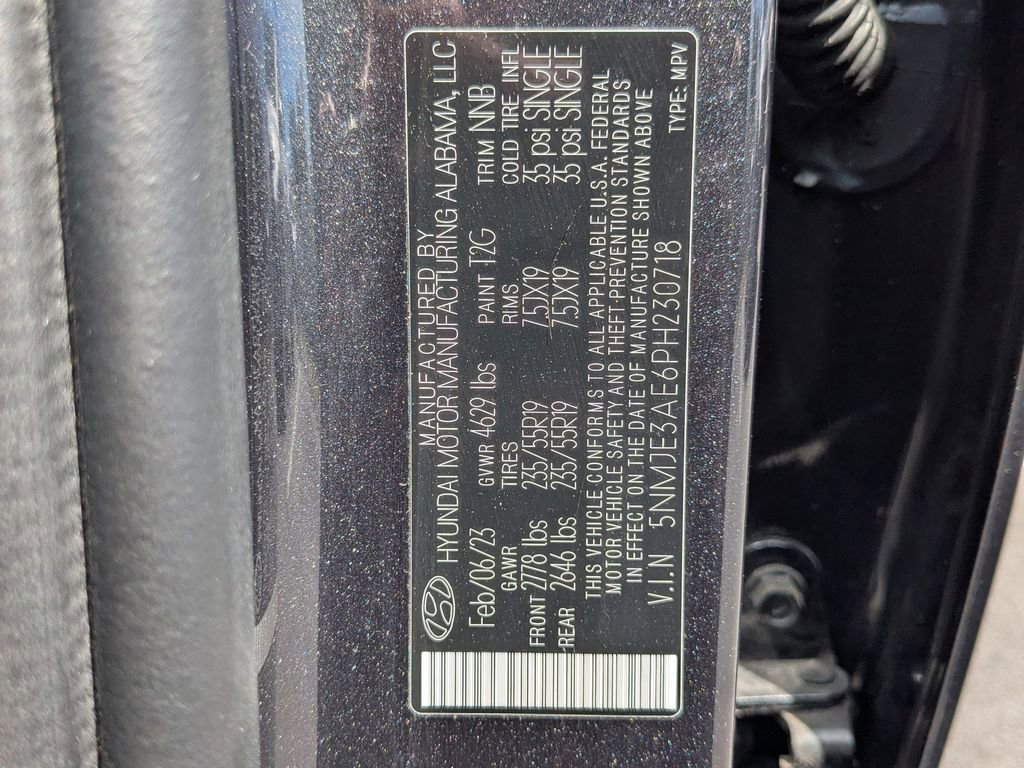 MANUFACTURED BY
HYUNDAI MOTOR MANUFACTURING ALABAMA, LLC
Feb/06/23 GVWR 4629 lbs PAINT T2G TRIM NNB
GAWR TIRES RIMS COLD TIRE INFL
FRONT 2778 lbs 235/55R19 7.5JX19 35 psi SINGLE
REAR 2646 lbs 235/55R19 7.5JX19 35 psi SINGLE
THIS VEHICLE CONFORMS TO ALL APPLICABLE U.S.A. FEDERAL
MOTOR VEHICLE SAFETY AND THEFT PREVENTION STANDARDS
IN EFFECT ON THE DATE OF MANUFACTURE SHOWN ABOVE
V.I.N 5NMJE3AE6PH230718 TYPE: MPV